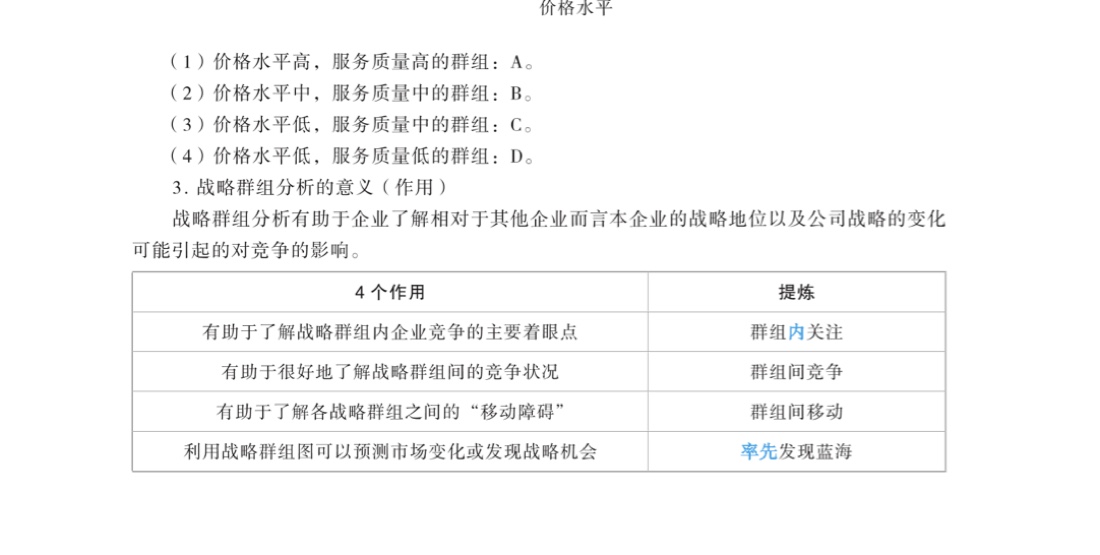 价格水平
（1）价格水平高，服务质量高的群组：A。
（2）价格水平中，服务质量中的群组：B。
（3）价格水平低，服务质量中的群组：C。
（4）价格水平低，服务质量低的群组：D。
3. 战略群组分析的意义（作用）
战略群组分析有助于企业了解相对于其他企业而言本企业的战略地位以及公司战略的变化
可能引起的对竞争的影响。
4 个作用 提炼
有助于了解战略群组内企业竞争的主要着眼点 群组内关注
有助于很好地了解战略群组间的竞争状况 群组间竞争
有助于了解各战略群组之间的“移动障碍” 群组间移动
利用战略群组图可以预测市场变化或发现战略机会 率先发现蓝海